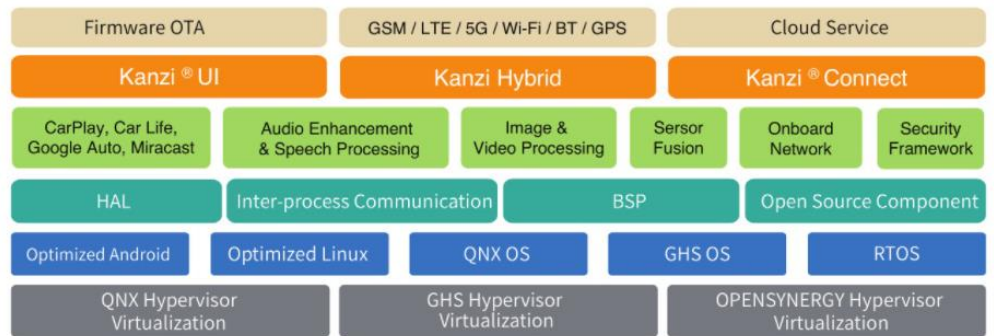 Firmware OTA
GSM / LTE / 5G / Wi-Fi / BT / GPS
Cloud Service
Kanzi ® UI
Kanzi Hybrid
Kanzi ® Connect
CarPlay, Car Life,
Google Auto, Miracast
Audio Enhancement
& Speech Processing
Image &
Video Processing
Sersor
Fusion
Onboard
Network
Security
Framework
HAL
Inter-process Communication
BSP
Open Source Component
Optimized Android
Optimized Linux
QNX OS
GHS OS
RTOS
QNX Hypervisor
Virtualization
GHS Hypervisor
Virtualization
OPENSYNERGY Hypervisor
Virtualization